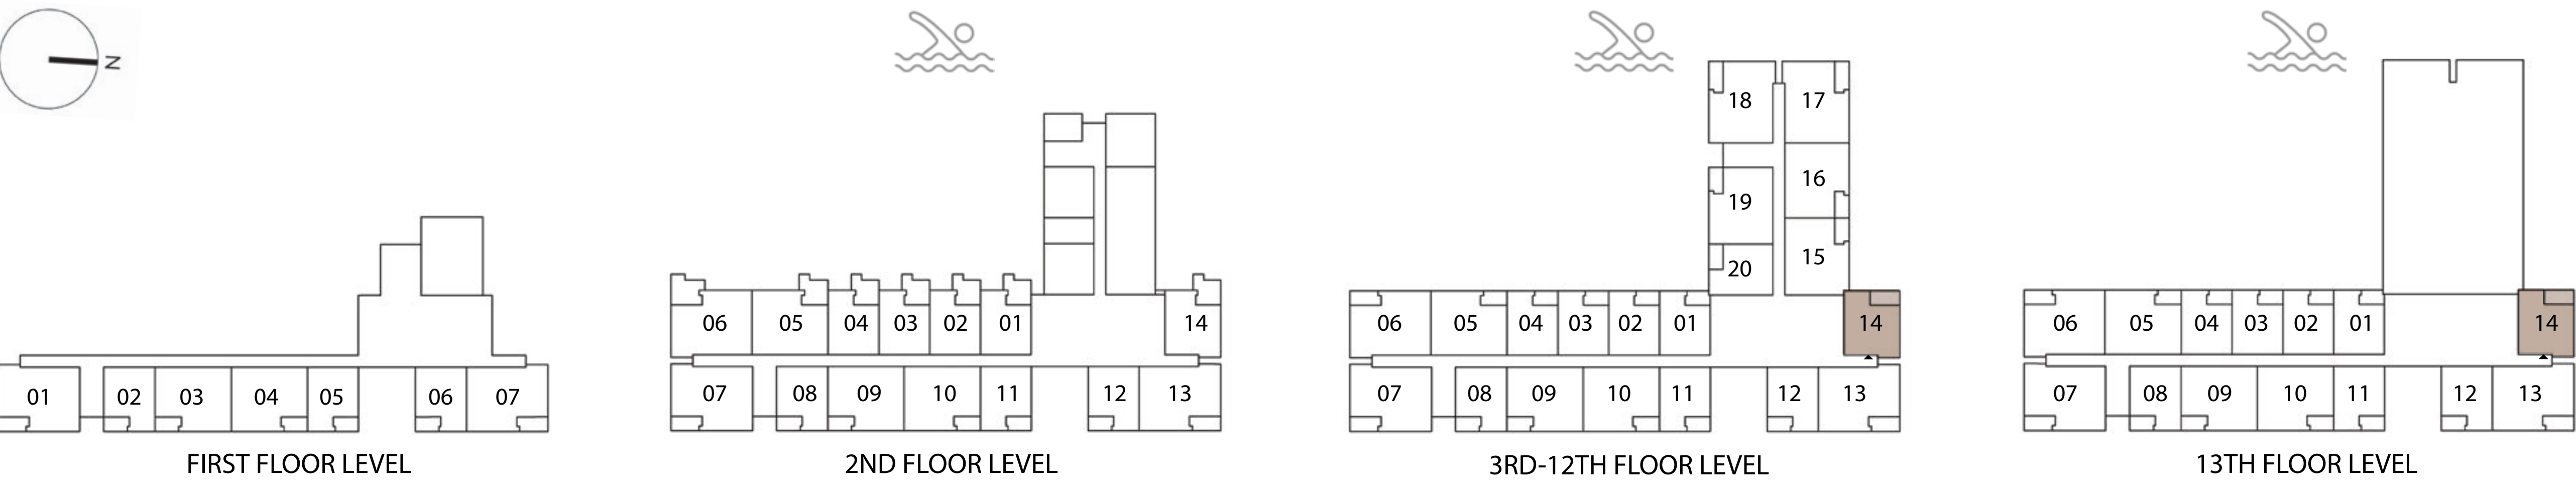 N
01 02 03 04 05 06 07
FIRST FLOOR LEVEL
06 05 04 03 02 01 14
07 08 09 10 11 12 13
2ND FLOOR LEVEL
18 17
16
19
15
20
06 05 04 03 02 01 14
07 08 09 10 11 12 13
3RD-12TH FLOOR LEVEL
06 05 04 03 02 01 14
07 08 09 10 11 12 13
13TH FLOOR LEVEL